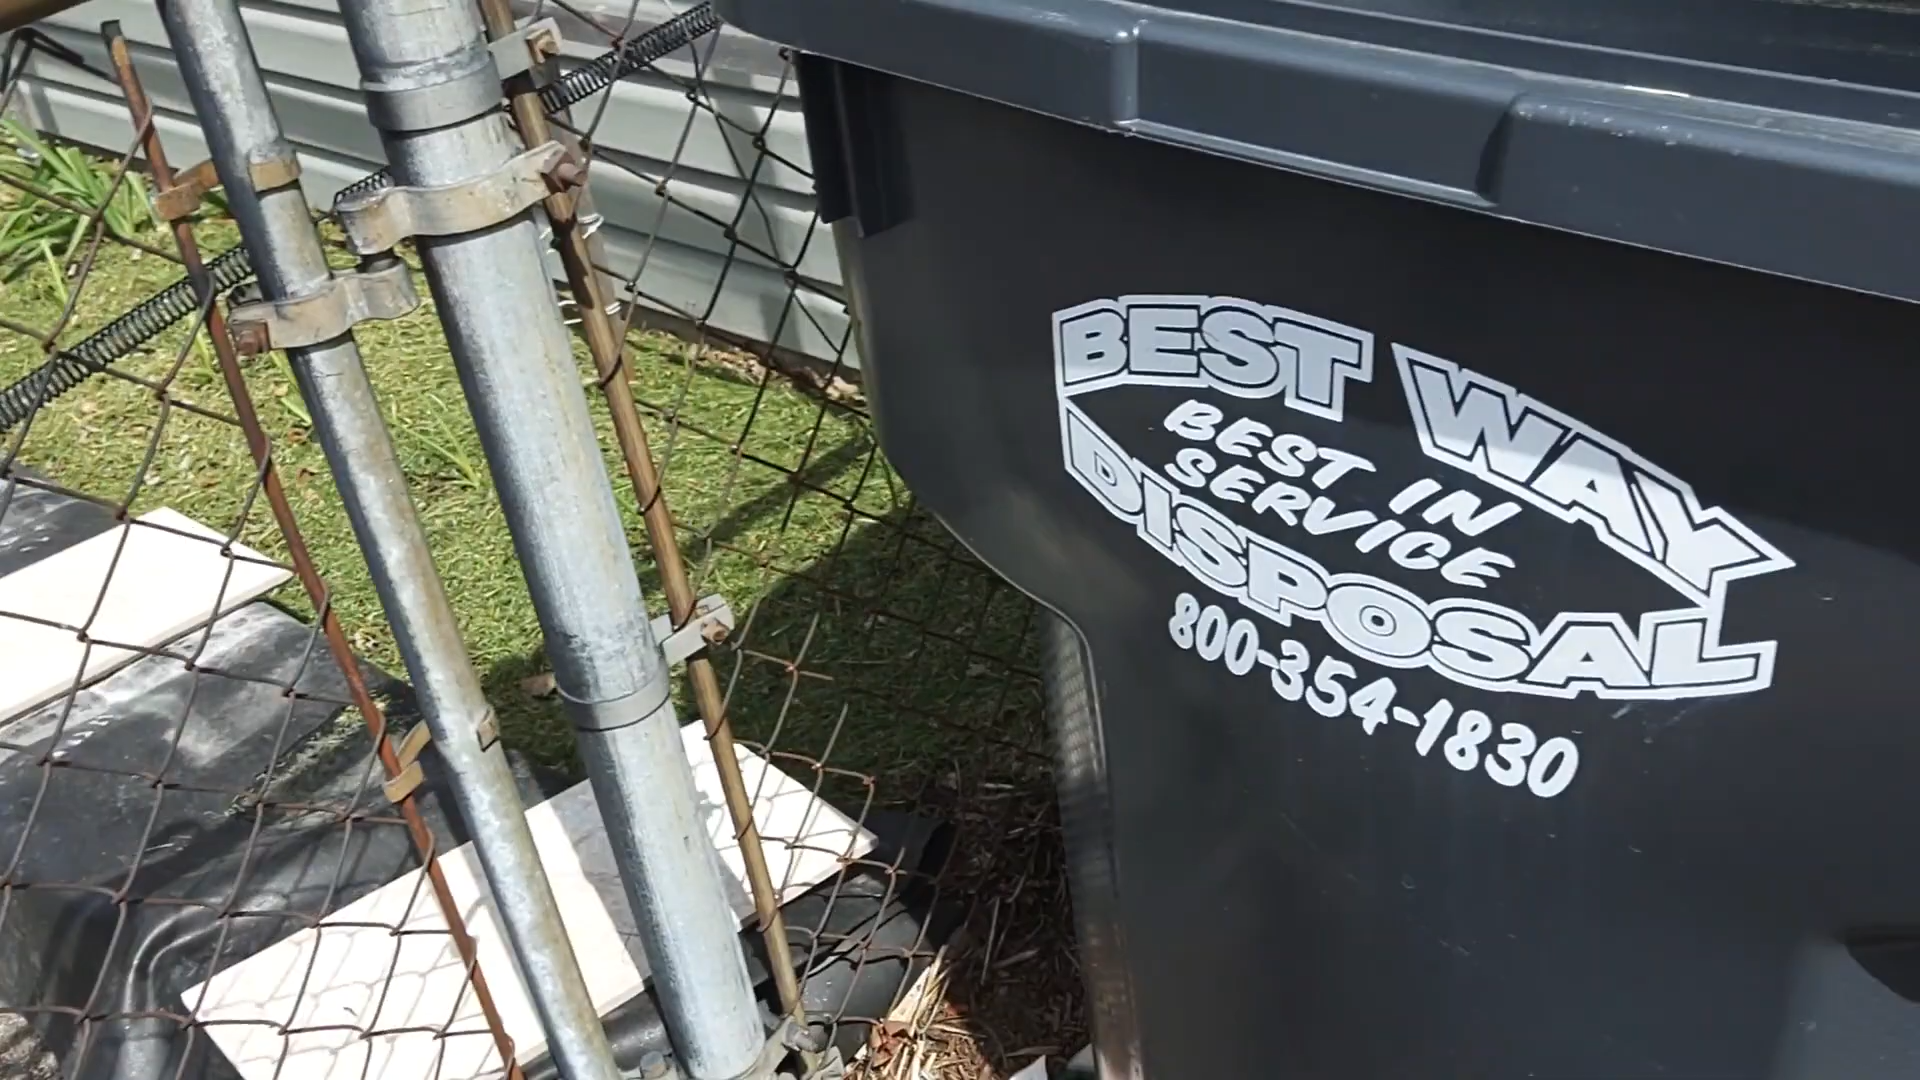 BEST WAY
BEST IN
SERVICE
DISPOSAL
800-354-1830